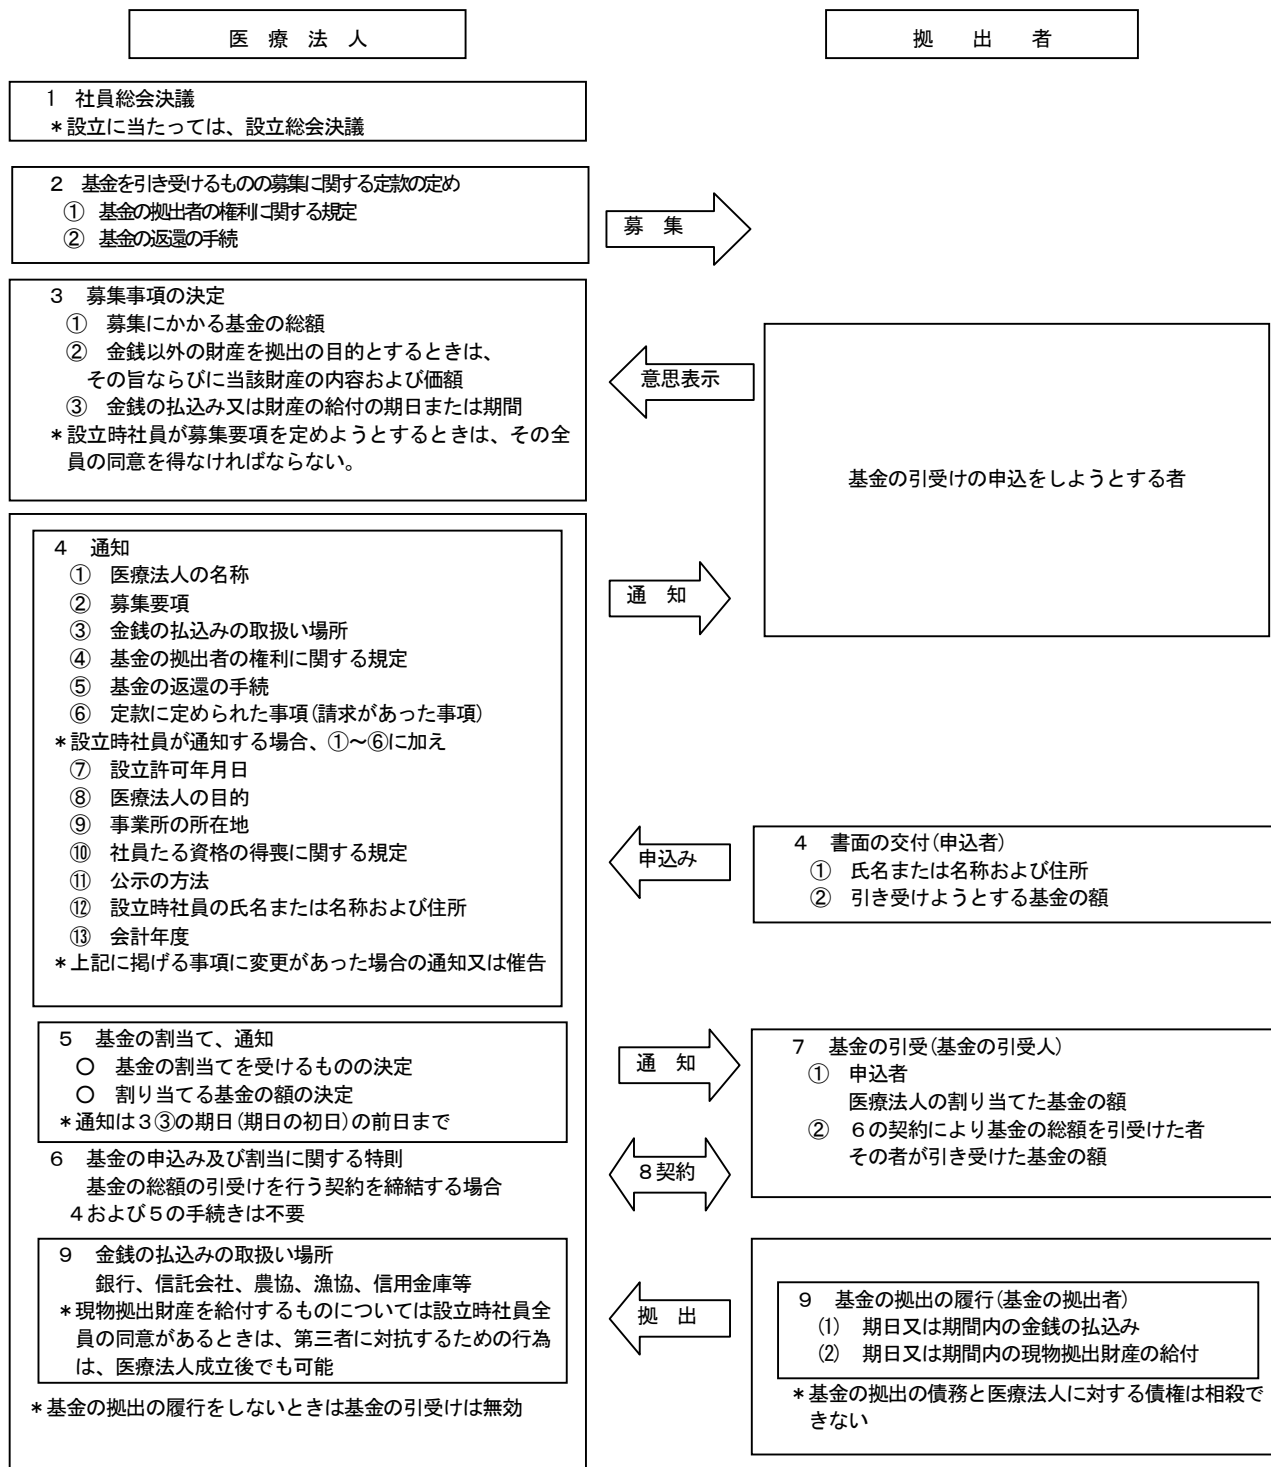 医療法人
拠出者
1 社員総会決議
*設立に当たっては、設立総会決議
2 基金を引き受けるものの募集に関する定款の定め
① 基金の拠出者の権利に関する規定
② 基金の返還の手続
募集
3 募集事項の決定
① 募集にかかる基金の総額
② 金銭以外の財産を拠出の目的とするときは、
その旨ならびに当該財産の内容および価額
③ 金銭の払込み又は財産の給付の期日または期間
*設立時社員が募集要項を定めようとするときは、その全
員の同意を得なければならない。
意思表示
基金の引受けの申込をしようとする者
4 通知
① 医療法人の名称
② 募集要項
③ 金銭の払込みの取扱い場所
④ 基金の拠出者の権利に関する規定
⑤ 基金の返還の手続
⑥ 定款に定められた事項(請求があった事項)
*設立時社員が通知する場合、①~⑥に加え
⑦ 設立許可年月日
⑧ 医療法人の目的
⑨ 事業所の所在地
⑩ 社員たる資格の得喪に関する規定
⑪ 公示の方法
⑫ 設立時社員の氏名または名称および住所
⑬ 会計年度
*上記に掲げる事項に変更があった場合の通知又は催告
通知
申込み
4 書面の交付(申込者)
① 氏名または名称および住所
② 引き受けようとする基金の額
5 基金の割当て、通知
○ 基金の割当てを受けるものの決定
○ 割り当てる基金の額の決定
*通知は3③の期日(期日の初日)の前日まで
通知
7 基金の引受(基金の引受人)
① 申込者
医療法人の割り当てた基金の額
② 6の契約により基金の総額を引受けた者
その者が引き受けた基金の額
6 基金の申込み及び割当に関する特則
基金の総額の引受けを行う契約を締結する場合
4および5の手続きは不要
8契約
9 金銭の払込みの取扱い場所
銀行、信託会社、農協、漁協、信用金庫等
*現物拠出財産を給付するものについては設立時社員全
員の同意があるときは、第三者に対抗するための行為
は、医療法人成立後でも可能
*基金の拠出の履行をしないときは基金の引受けは無効
拠出
9 基金の拠出の履行(基金の拠出者)
(1) 期日又は期間内の金銭の払込み
(2) 期日又は期間内の現物拠出財産の給付
*基金の拠出の債務と医療法人に対する債権は相殺で
きない